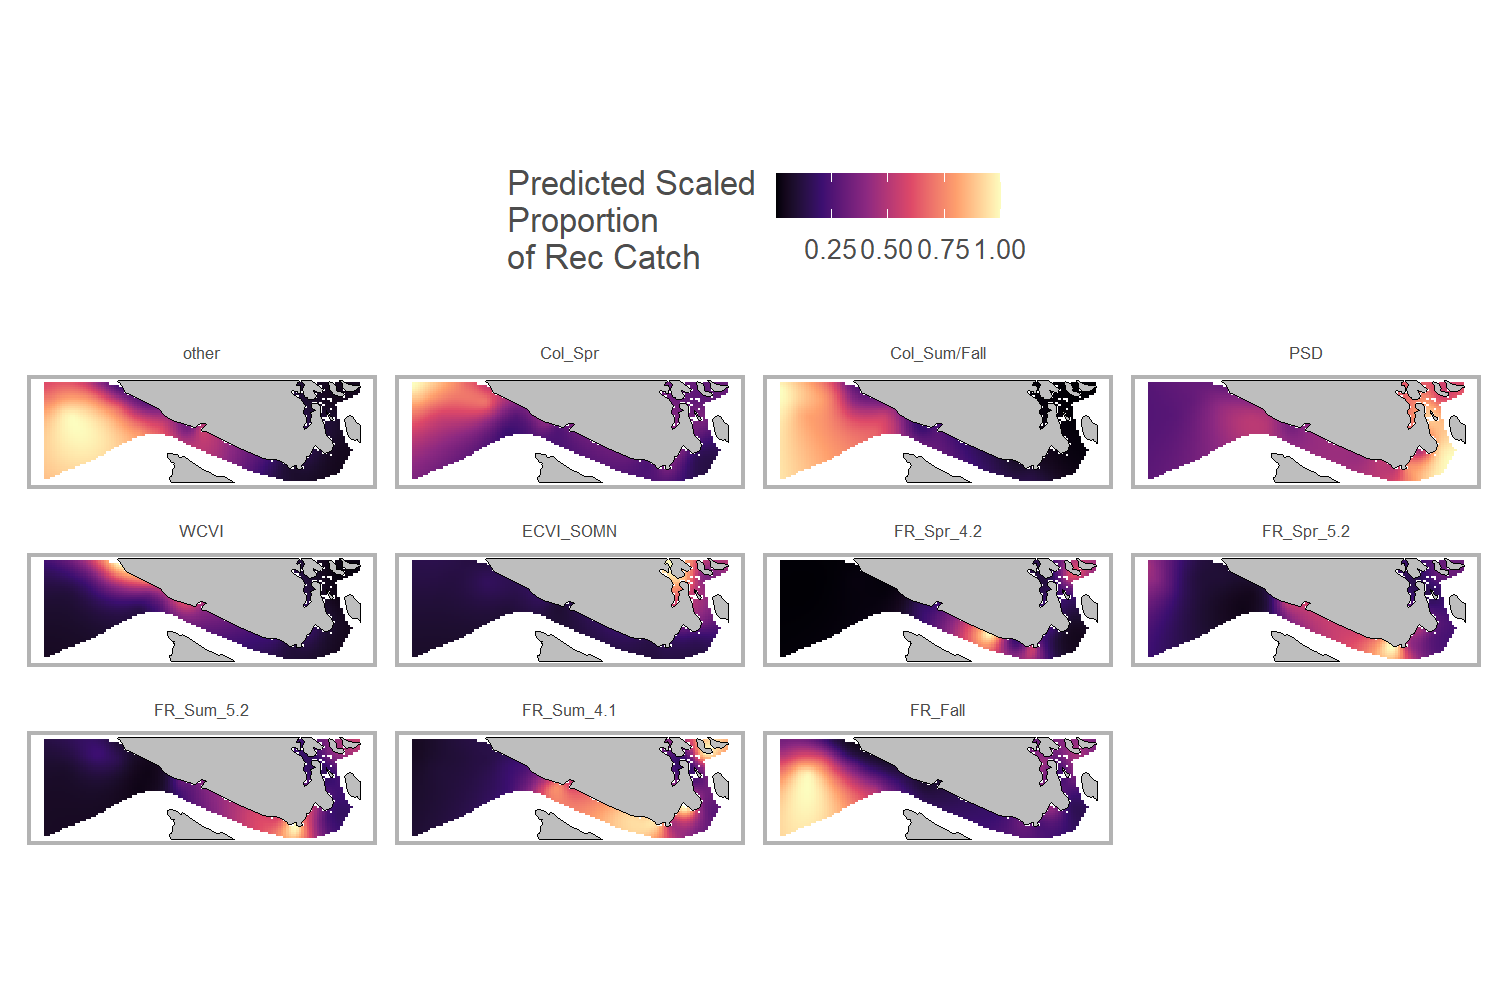 Predicted Scaled
Proportion
of Rec Catch
0.25 0.50 0.75 1.00
other
Col_Spr
Col_Sum/Fall
PSD
WCVI
ECVI_SOMN
FR_Spr_4.2
FR_Spr_5.2
FR_Sum_5.2
FR_Sum_4.1
FR_Fall